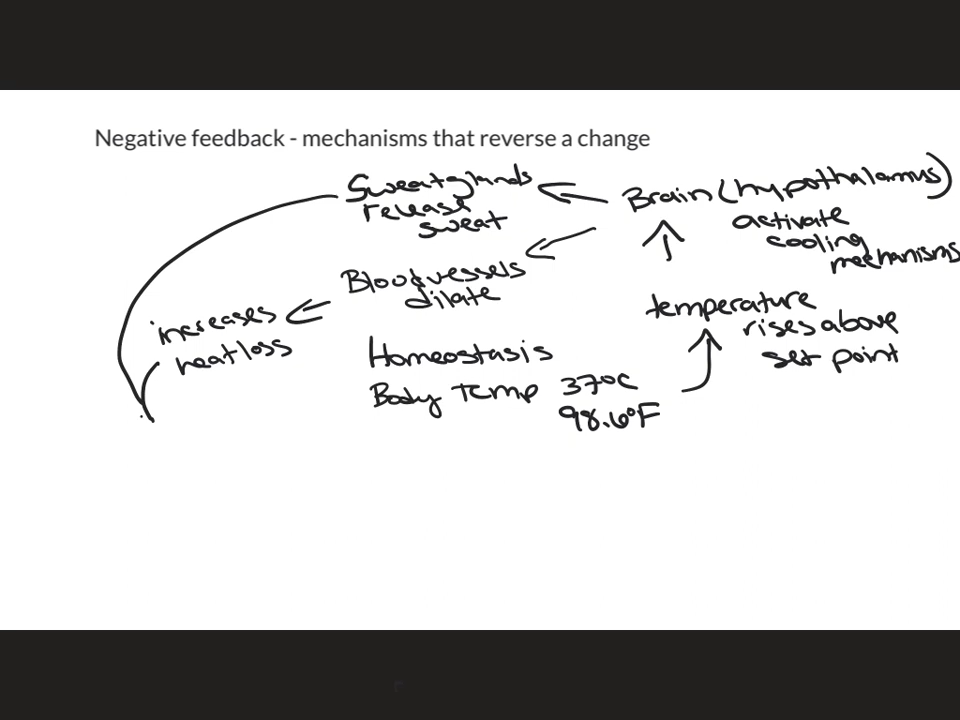 Negative feedback - mechanisms that reverse a change
Sweat glands
release
sweat
Brain (hypothalamus)
activate
cooling
mechanisms
Blood vessels
dilate
increases
heat loss
temperature
rises above
set point
Homeostasis
Body Temp 37°C
98.6°F